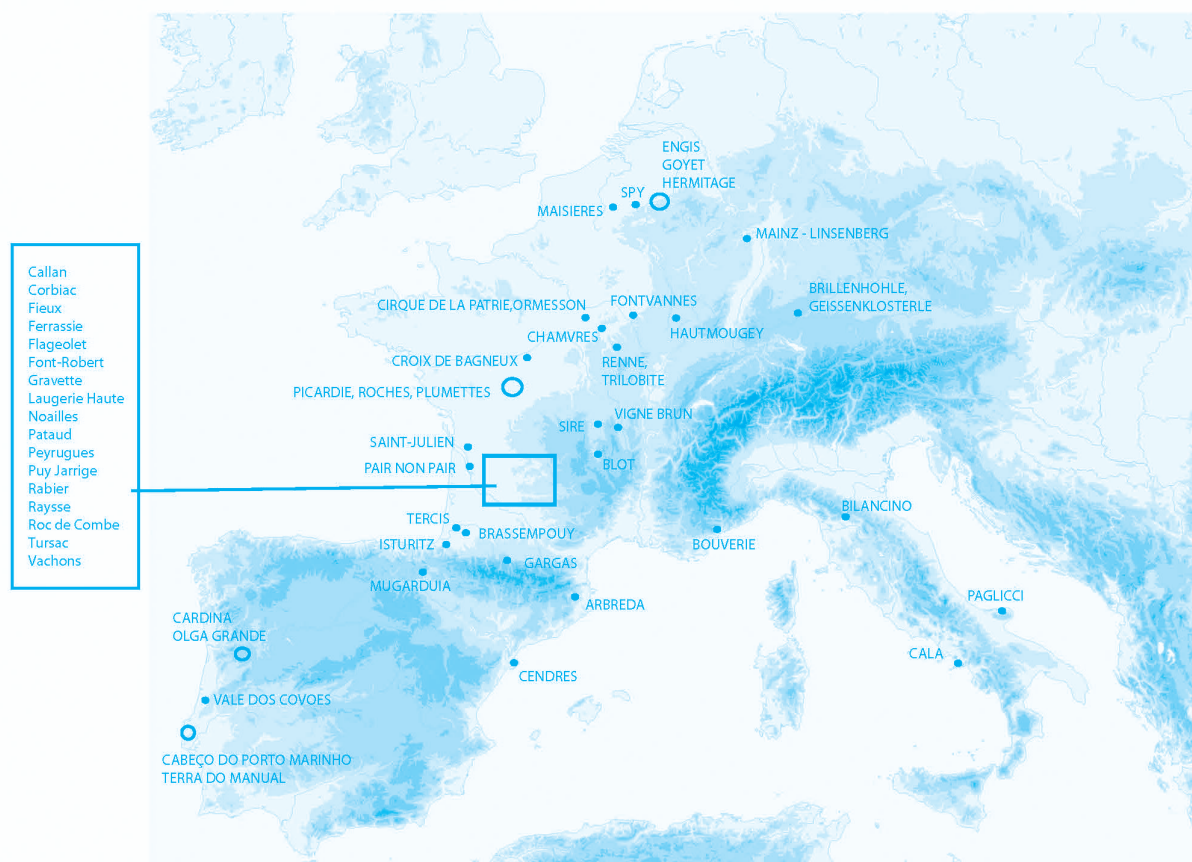 ENGIS
GOYET
HERMITAGE
SPY
MAISIERES
MAINZ - LINSENBERG
Callan
Corbiac
Fieux
Ferrassie
Flageolet
Font-Robert
Gravette
Laugerie Haute
Noailles
Pataud
Peyrugues
Puy Jarrige
Rabier
Raysse
Roc de Combe
Tursac
Vachons
BRILLENHOHLE,
GEISSENKLOSTERLE
CIRQUE DE LA PATRIE,ORMESSON
FONTVANNES
CHAMVRES
HAUTMOUGEY
CROIX DE BAGNEUX
RENNE,
TRILOBITE
PICARDIE, ROCHES, PLUMETTES
SIRE
VIGNE BRUN
SAINT-JULIEN
PAIR NON PAIR
BLOT
BILANCINO
TERCIS
BRASSEMPOUY
ISTURITZ
BOUVERIE
GARGAS
MUGARDUIA
ARBREDA
PAGLICCI
CARDINA
OLGA GRANDE
CALA
CENDRES
VALE DOS COVOES
CABEÇO DO PORTO MARINHO
TERRA DO MANUAL